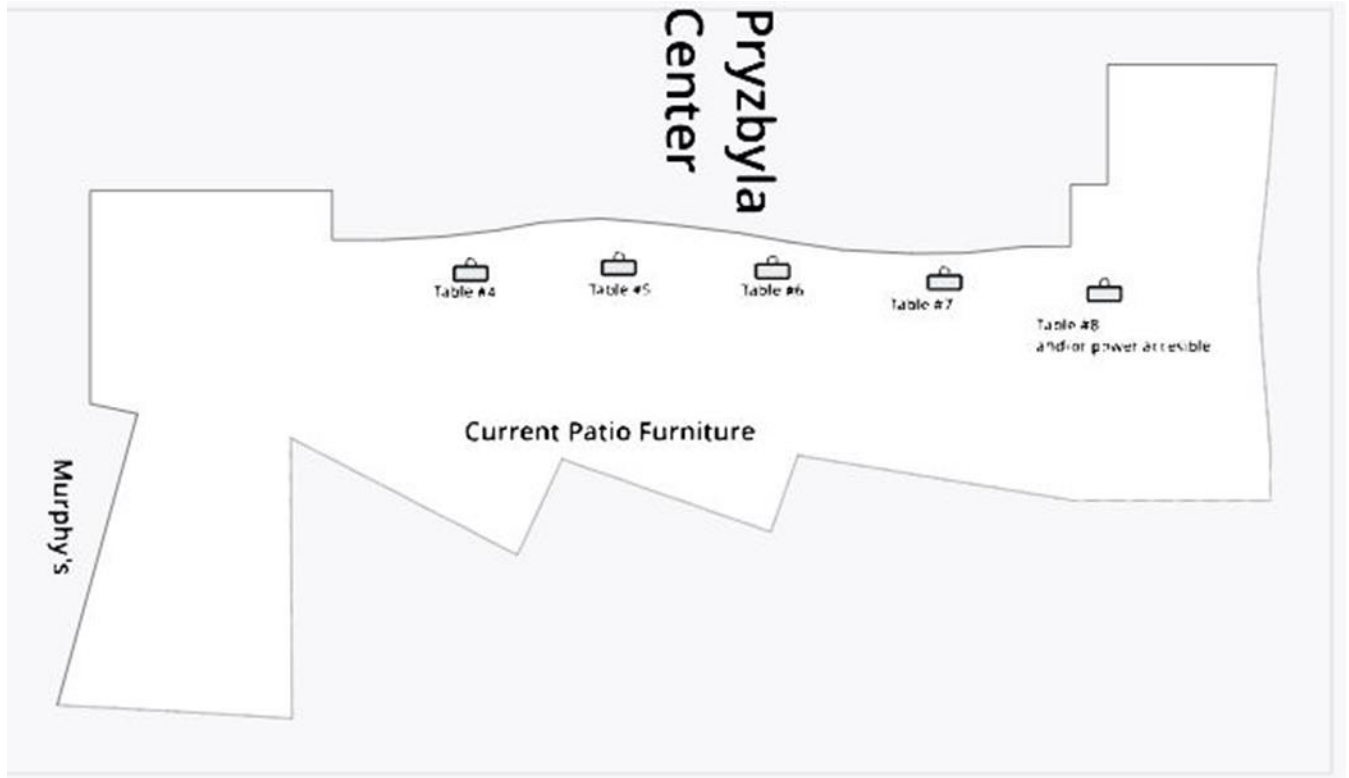 Pryzbyla
Center
Table #4
Table #5
Table #6
Table #7
Table #8
and/or power accesible
Current Patio Furniture
Murphy's